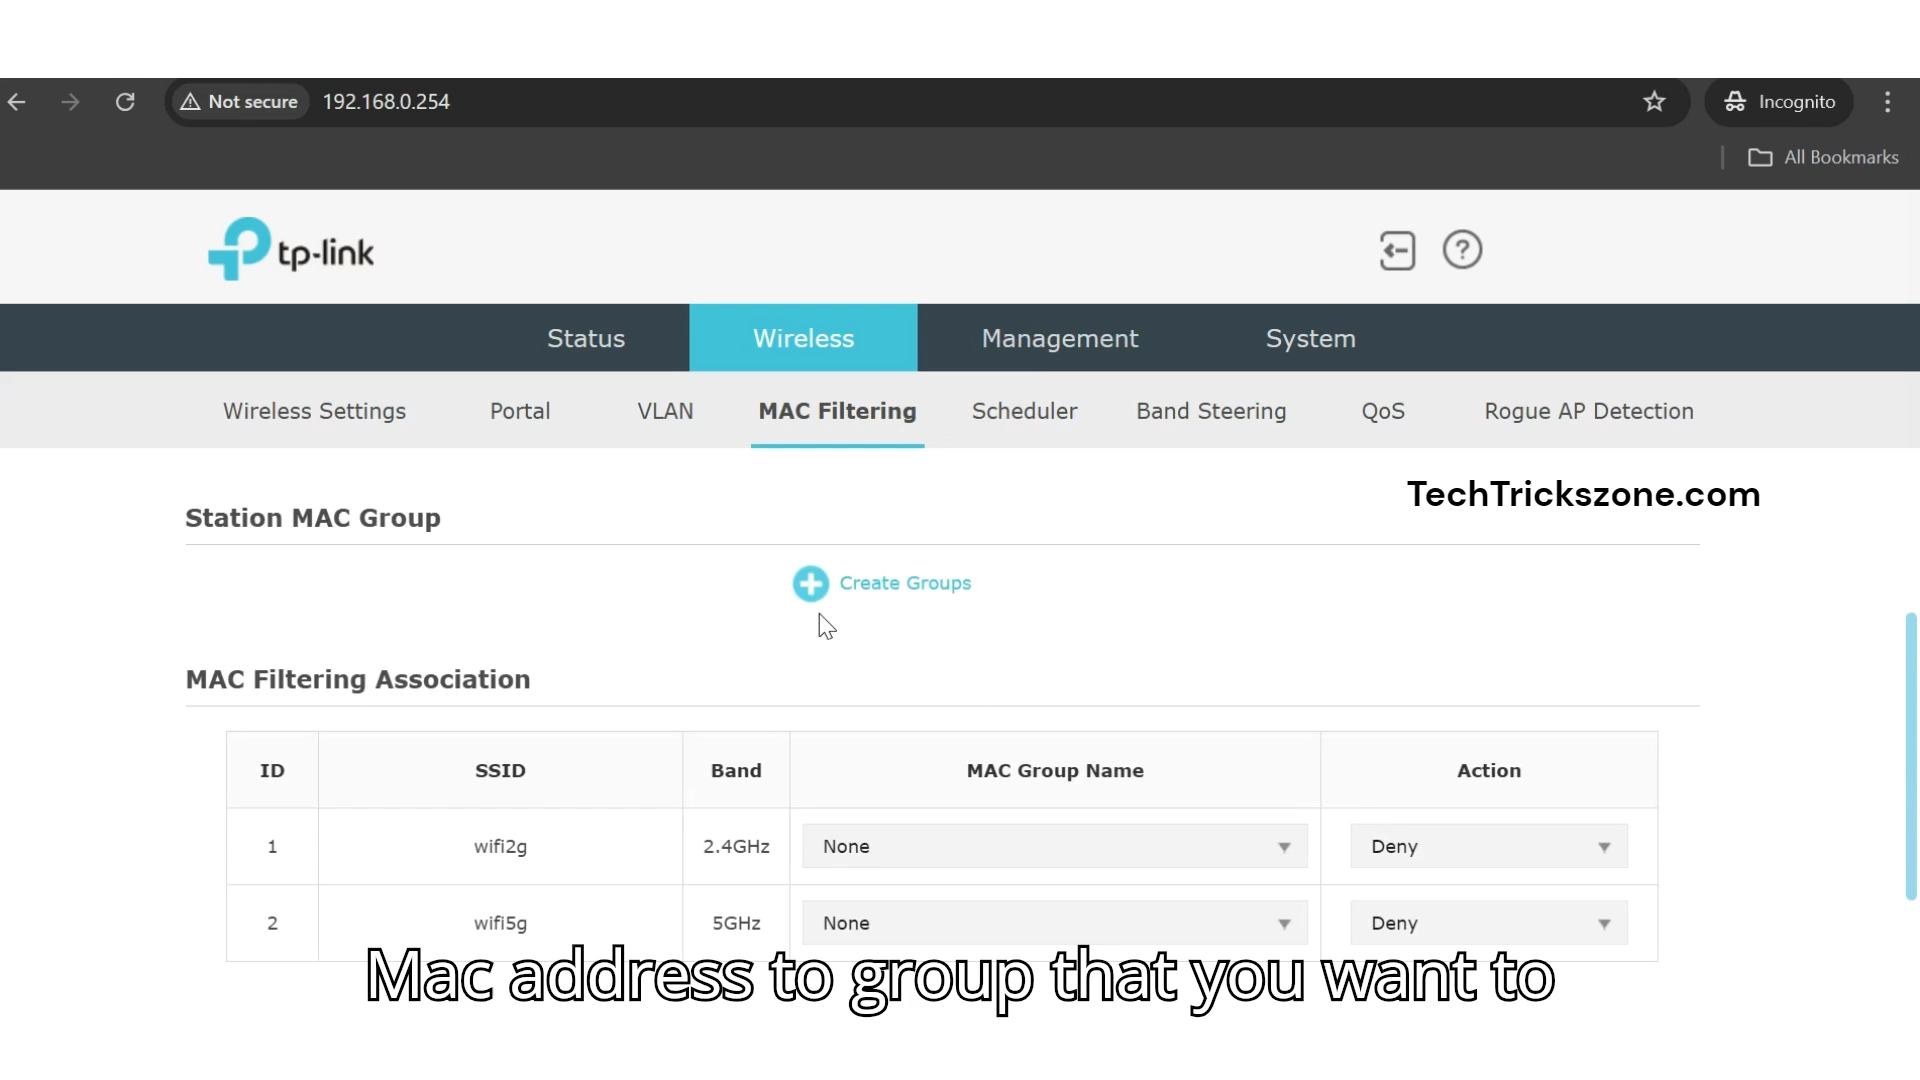 Not secure 192.168.0.254 Incognito
All Bookmarks
tp-link ?
Status Wireless Management System
Wireless Settings Portal VLAN MAC Filtering Scheduler Band Steering QoS Rogue AP Detection
TechTrickszone.com
Station MAC Group
Create Groups
MAC Filtering Association
ID SSID Band MAC Group Name Action
1 wifi2g 2.4GHz None Deny
2 wifi5g 5GHz None Deny
Mac address to group that you want to